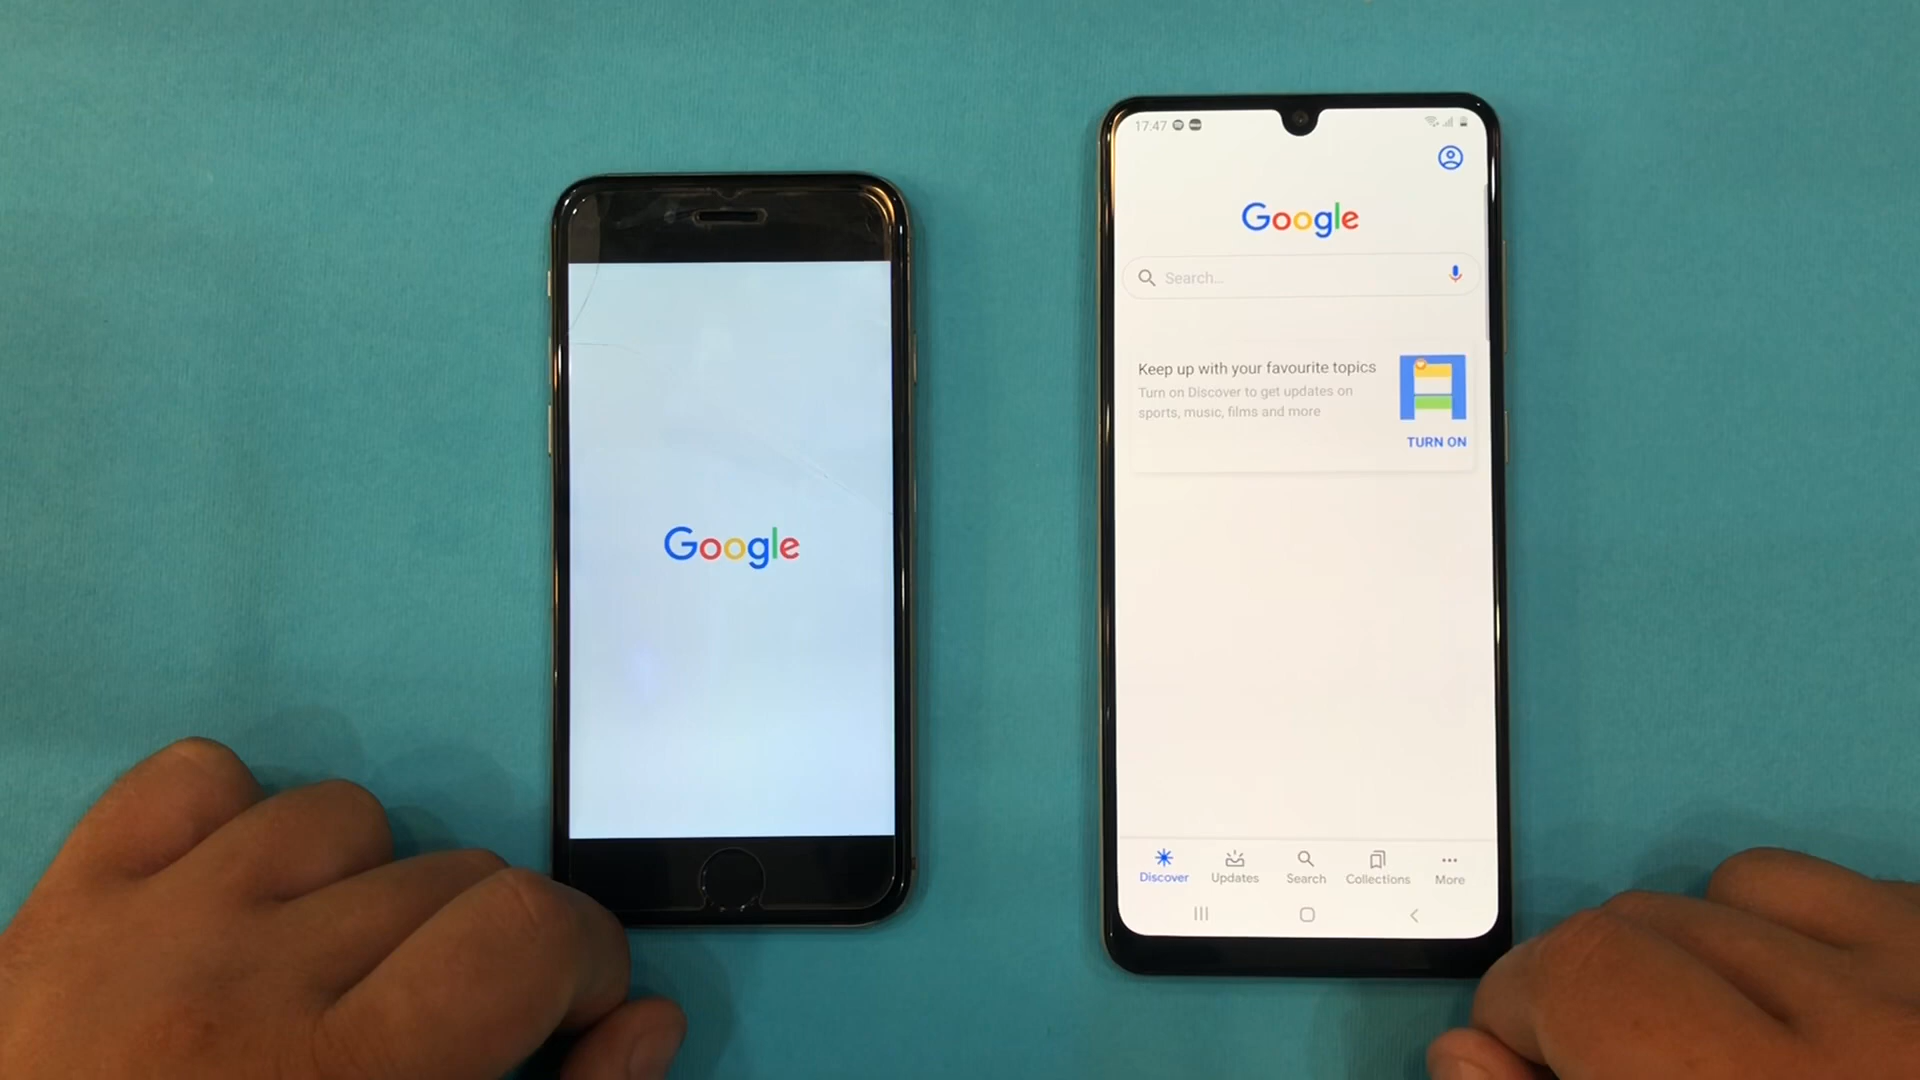 Google
17:47
Google
Search...
Keep up with your favourite topics
Turn on Discover to get updates on
sports, music, films and more
TURN ON
Discover Updates Search Collections More